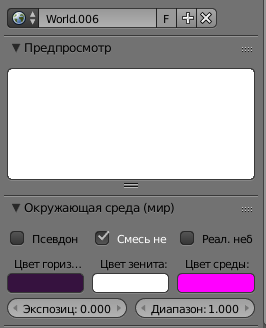 World.006 F
Предпросмотр
Окружающая среда (мир)
Псевдон Смесь не Реал. неб
Цвет гориз... Цвет зенита: Цвет среды:
Экспозиц: 0.000 Диапазон: 1.000